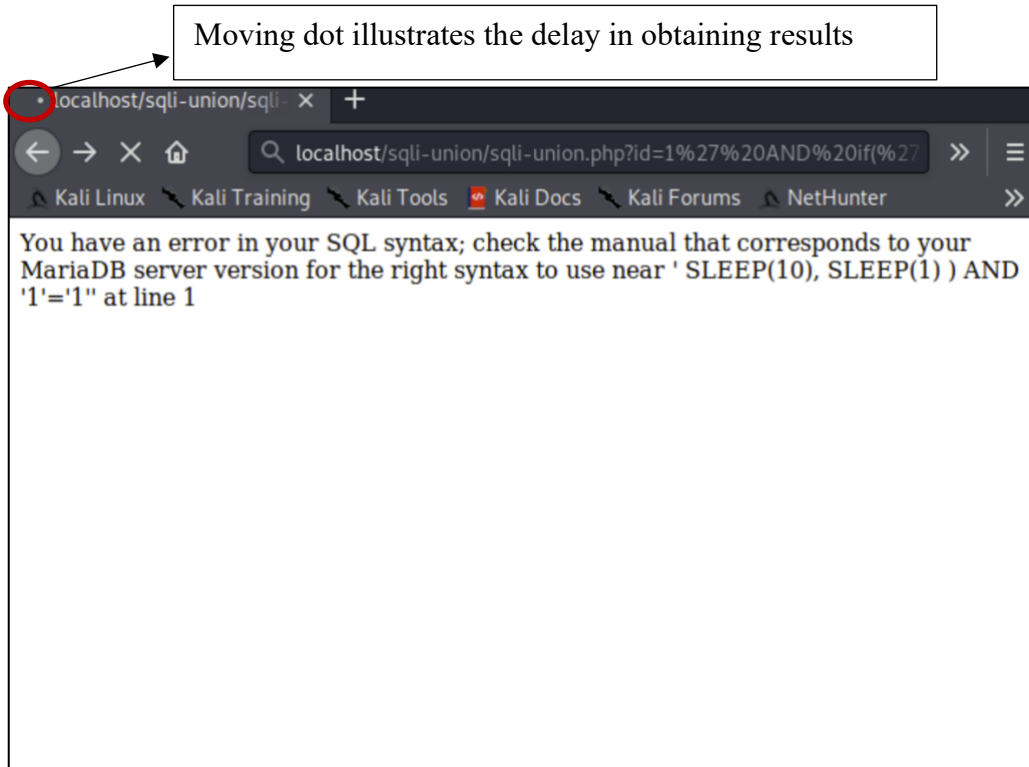 Moving dot illustrates the delay in obtaining results
localhost/sqli-union/sqli-
localhost/sqli-union/sqli-union.php?id=1%27%20AND%20if(%27
Kali Linux Kali Training Kali Tools Kali Docs Kali Forums NetHunter
You have an error in your SQL syntax; check the manual that corresponds to your
MariaDB server version for the right syntax to use near ' SLEEP(10), SLEEP(1) ) AND
'1'='1'' at line 1